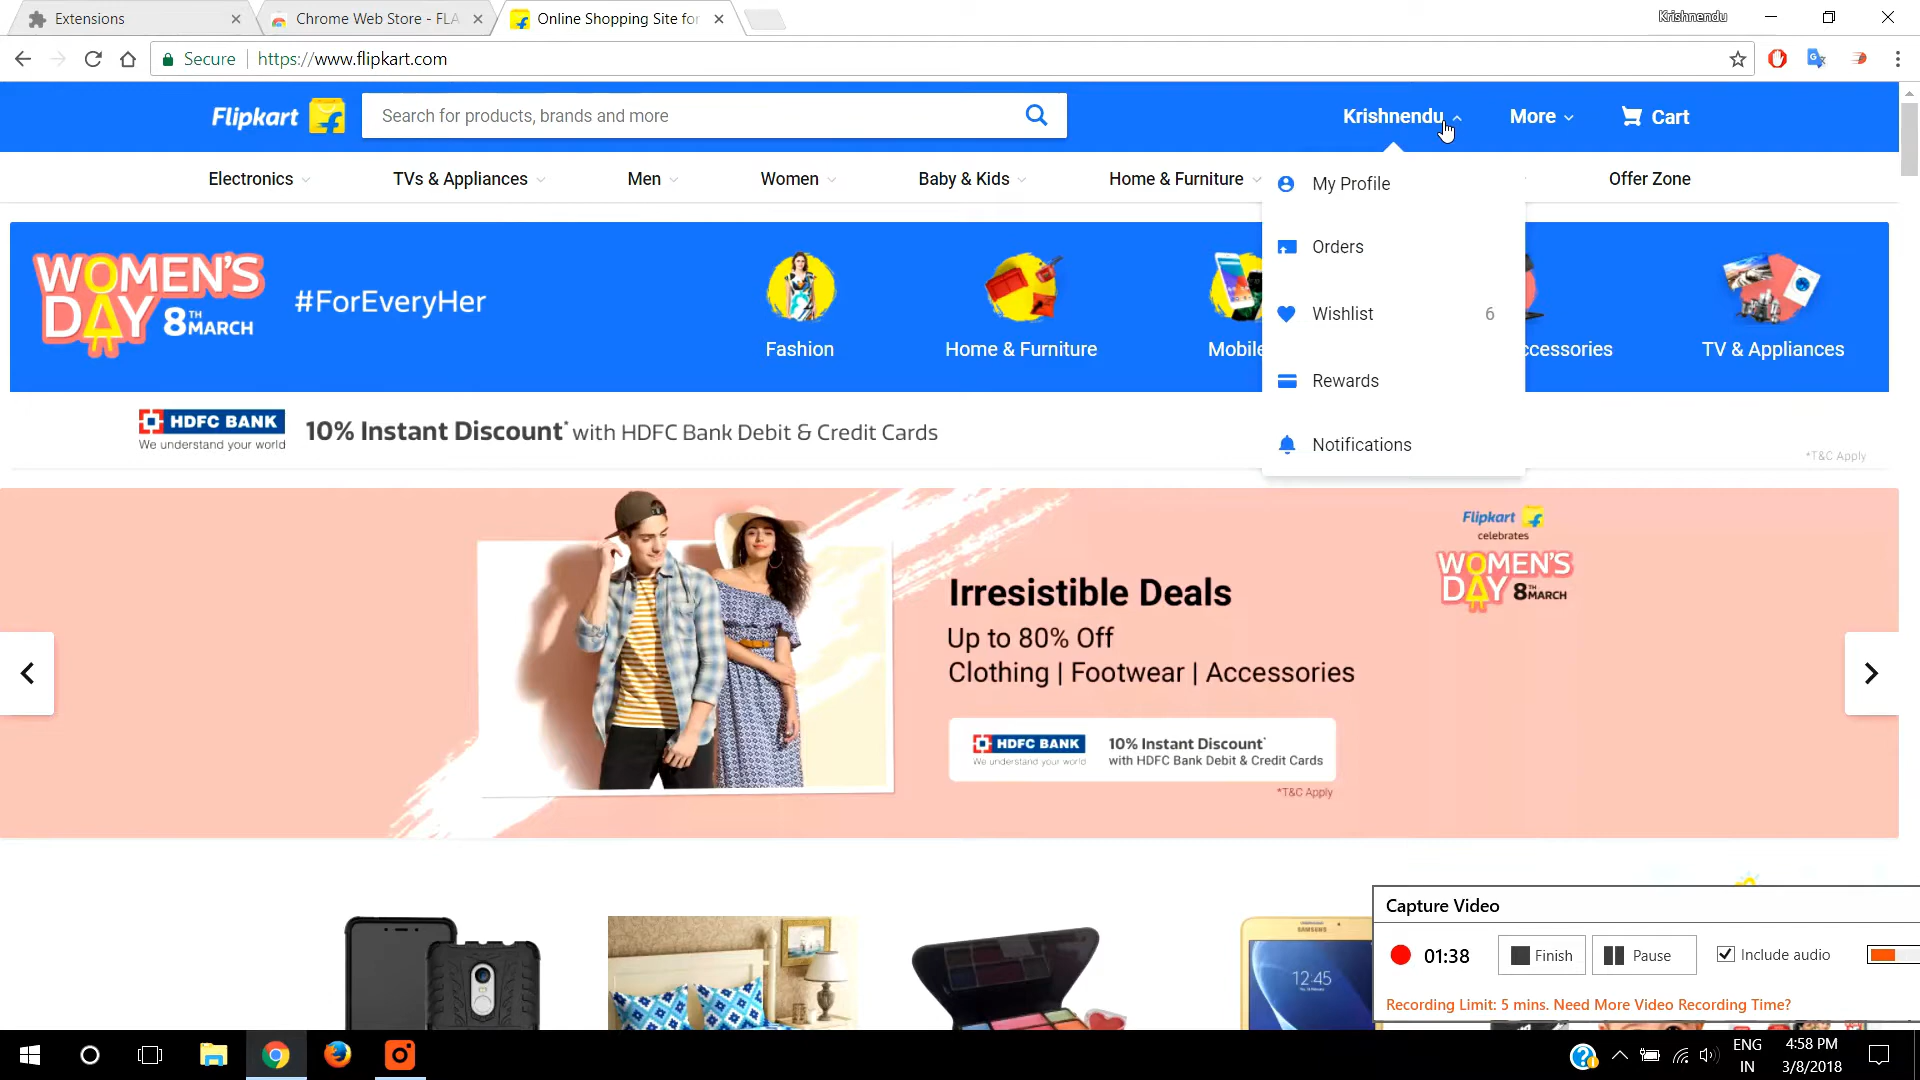 Extensions
Chrome Web Store - FLA
Online Shopping Site for
Krishnendu
Secure
https://www.flipkart.com
Flipkart
Search for products, brands and more
Krishnendu
More
Cart
Electronics
TVs & Appliances
Men
Women
Baby & Kids
Home & Furniture
Offer Zone
My Profile
Orders
Wishlist 6
Rewards
Notifications
WOMEN'S
DAY 8TH MARCH
#ForEveryHer
Fashion
Home & Furniture
Mobile
ccessories
TV & Appliances
HDFC BANK
We understand your world
10% Instant Discount* with HDFC Bank Debit & Credit Cards
*T&C Apply
Flipkart
celebrates
WOMEN'S
DAY 8TH MARCH
Irresistible Deals
Up to 80% Off
Clothing | Footwear | Accessories
HDFC BANK
We understand your world
10% Instant Discount*
with HDFC Bank Debit & Credit Cards
*T&C Apply
SAMSUNG
12:45
Capture Video
01:38
Finish
Pause
Include audio
Recording Limit: 5 mins. Need More Video Recording Time?
ENG
IN
4:58 PM
3/8/2018